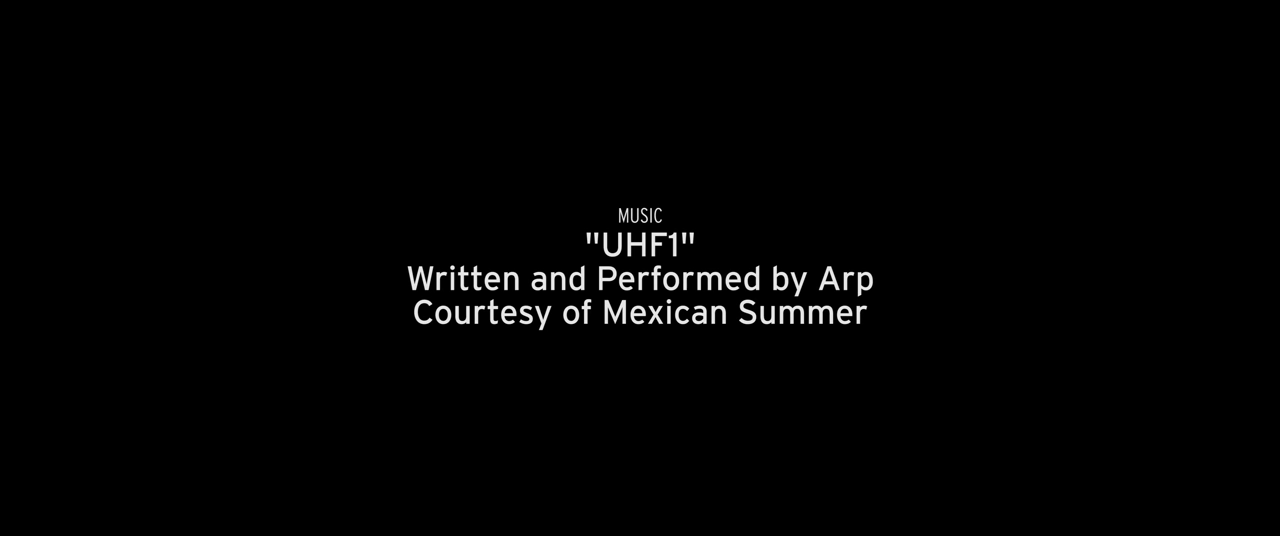 MUSIC
"UHF1"
Written and Performed by Arp
Courtesy of Mexican Summer